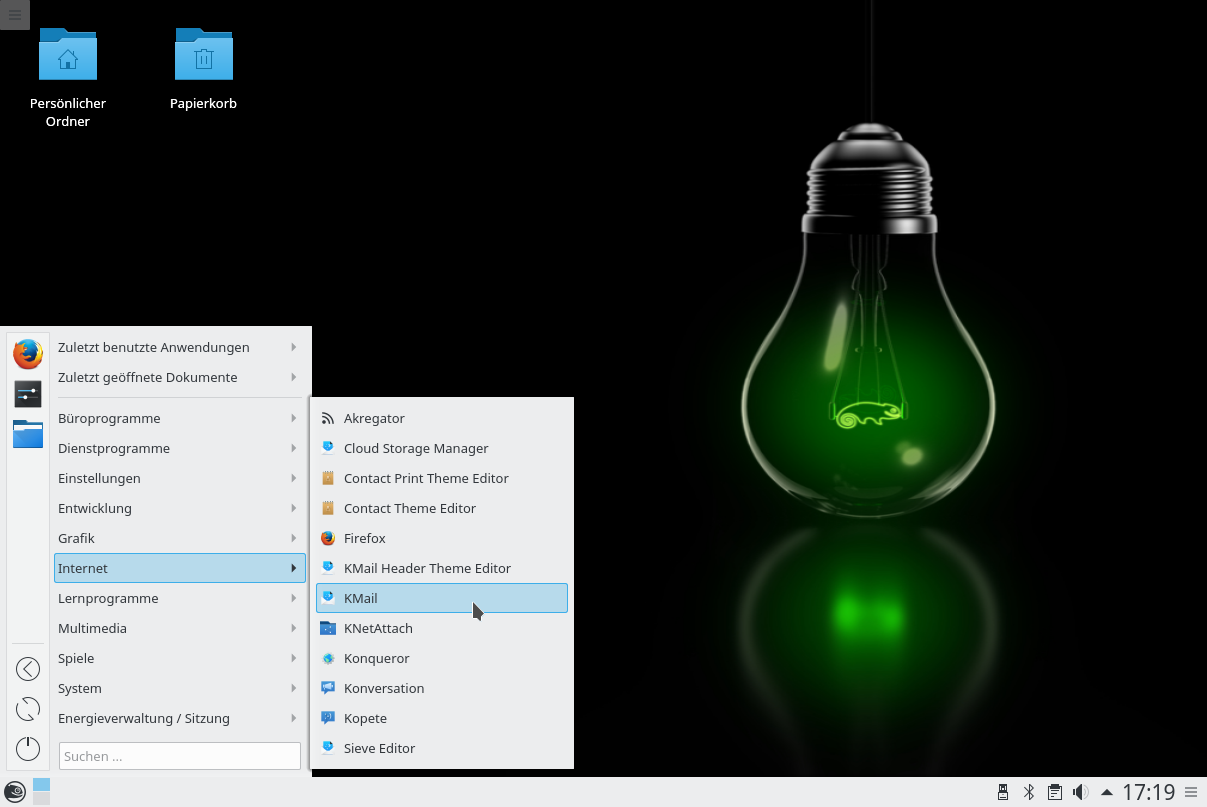 Persönlicher
Ordner
Papierkorb
Zuletzt benutzte Anwendungen
Zuletzt geöffnete Dokumente
Büroprogramme
Dienstprogramme
Einstellungen
Entwicklung
Grafik
Internet
Lernprogramme
Multimedia
Spiele
System
Energieverwaltung / Sitzung
Suchen ...
Akregator
Cloud Storage Manager
Contact Print Theme Editor
Contact Theme Editor
Firefox
KMail Header Theme Editor
KMail
KNetAttach
Konqueror
Konversation
Kopete
Sieve Editor
17:19